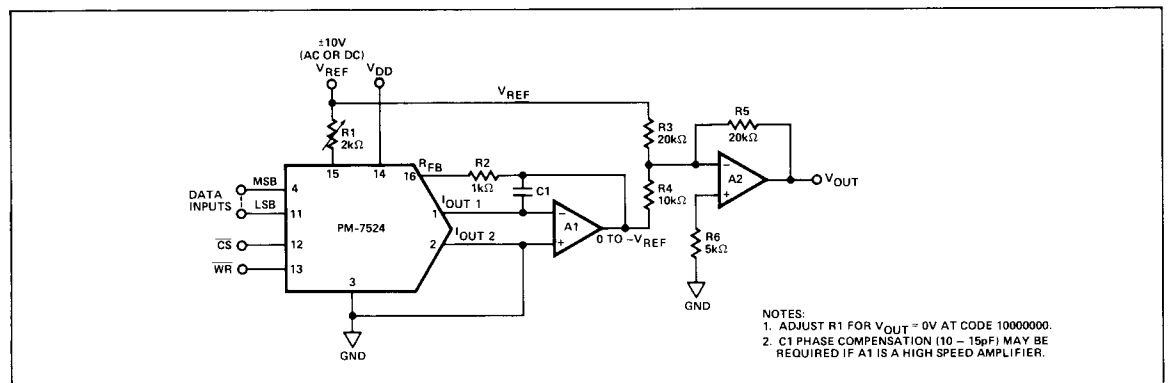 ±10V
(AC OR DC)
VREF
VDD
VREF
R1
2kΩ
R3
20kΩ
R5
20kΩ
15
14
RFB
16
R2
1kΩ
C1
DATA
INPUTS
MSB
LSB
4
11
CS
12
WR
13
PM-7524
1
IOUT 1
2
IOUT 2
3
GND
A1
0 TO –VREF
R4
10kΩ
A2
VOUT
R6
5kΩ
GND
NOTES:
1. ADJUST R1 FOR VOUT = 0V AT CODE 10000000.
2. C1 PHASE COMPENSATION (10 – 15pF) MAY BE
REQUIRED IF A1 IS A HIGH SPEED AMPLIFIER.